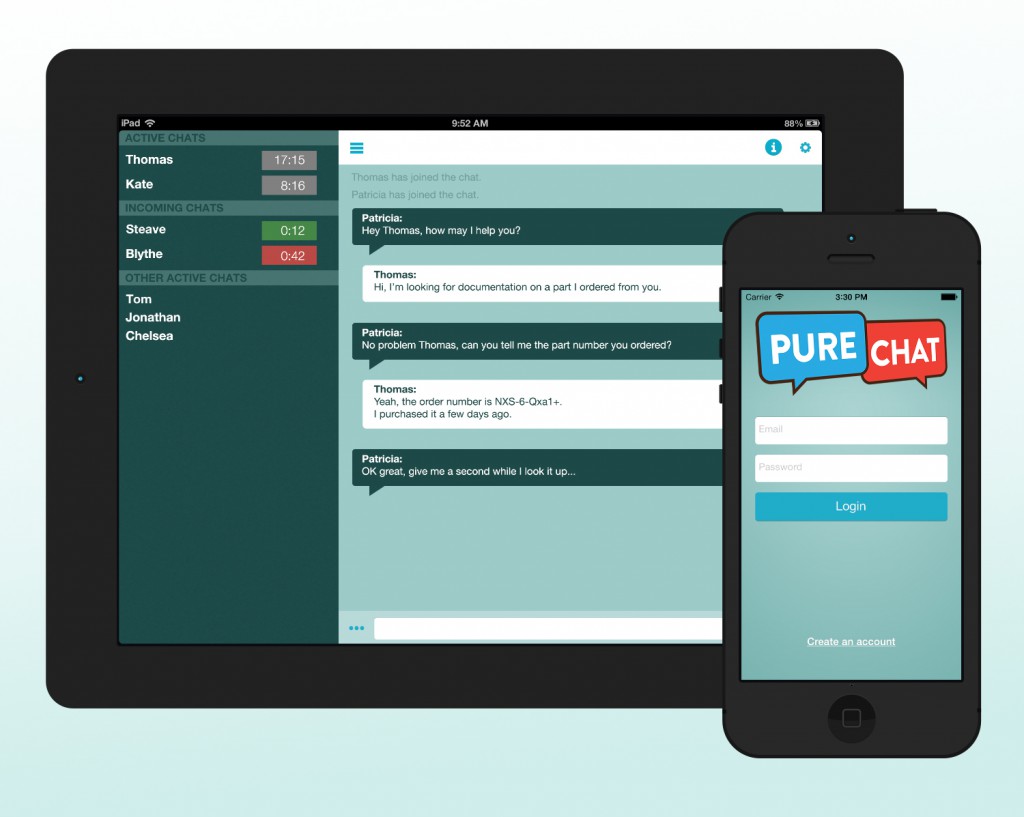 iPad 9:52 AM 88%
ACTIVE CHATS
Thomas 17:15
Kate 8:16
INCOMING CHATS
Steave 0:12
Blythe 0:42
OTHER ACTIVE CHATS
Tom
Jonathan
Chelsea
Thomas has joined the chat.
Patricia has joined the chat.
Patricia:
Hey Thomas, how may I help you?
Thomas:
Hi, I'm looking for documentation on a part I ordered from you.
Patricia:
No problem Thomas, can you tell me the part number you ordered?
Thomas:
Yeah, the order number is NXS-6-Qxa1+.
I purchased it a few days ago.
Patricia:
OK great, give me a second while I look it up...
Carrier 3:30 PM
PURE CHAT
Email
Password
Login
Create an account